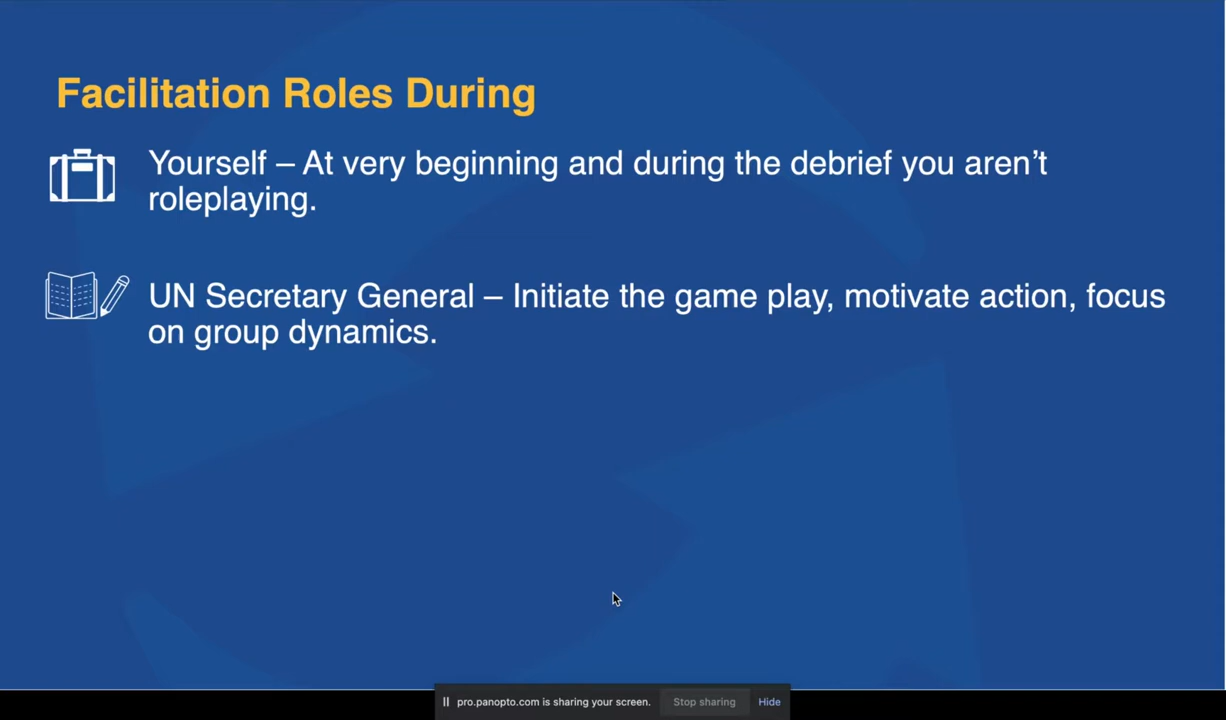 Facilitation Roles During
Yourself – At very beginning and during the debrief you aren’t
roleplaying.
UN Secretary General – Initiate the game play, motivate action, focus
on group dynamics.
pro.panopto.com is sharing your screen. Stop sharing Hide